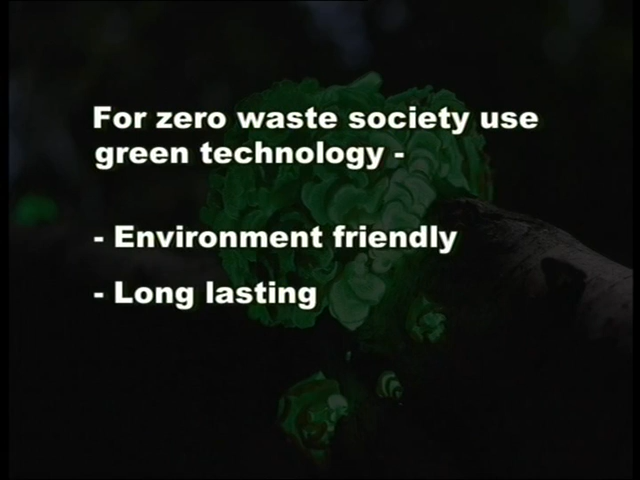 For zero waste society use
green technology -
- Environment friendly
- Long lasting